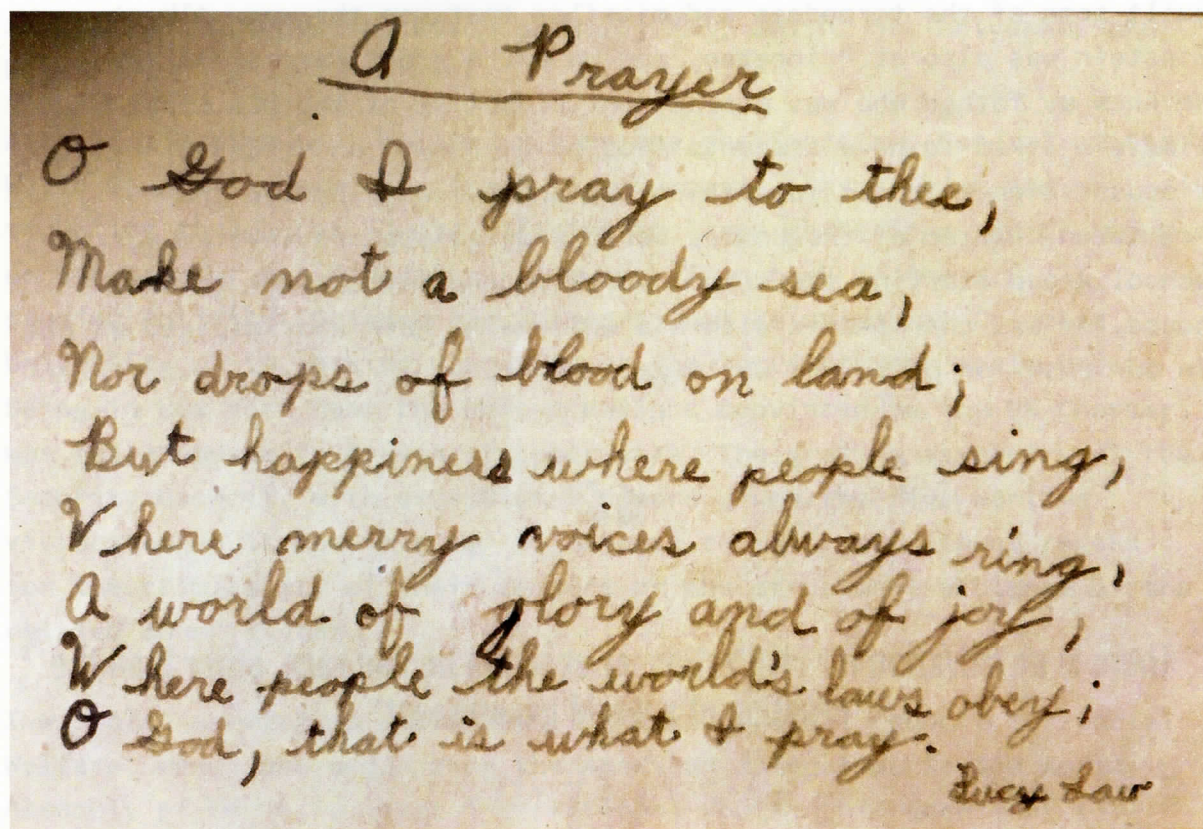 A Prayer
O God I pray to thee,
Make not a bloody sea,
Nor drops of blood on land;
But happiness where people sing,
Where merry voices always ring,
A world of glory and of joy,
Where people the world's laws obey;
O God, that is what I pray.
Lucy Law